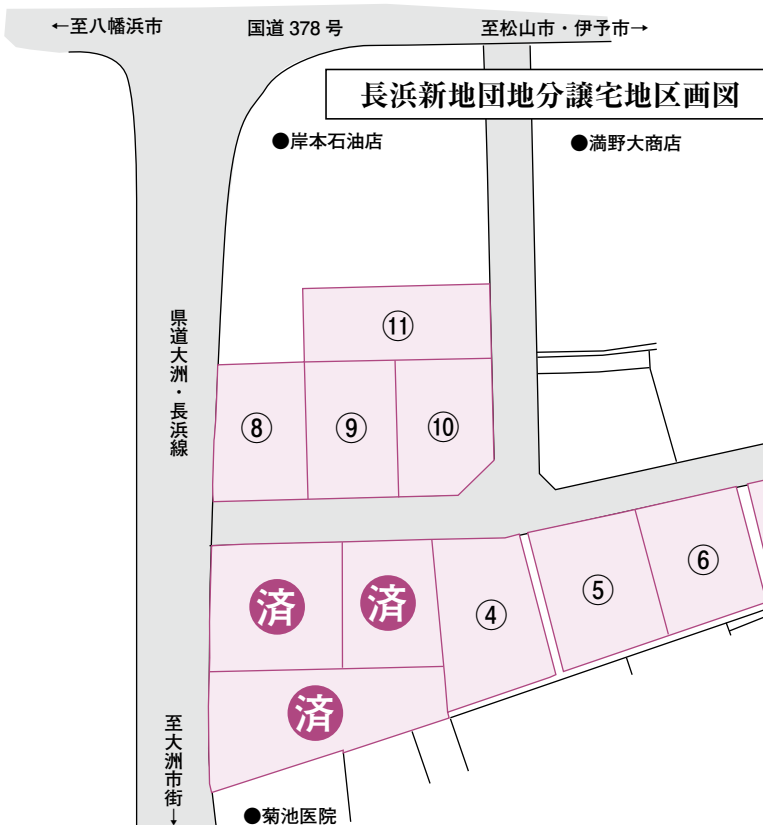 ←至八幡浜市
国道 378 号
至松山市・伊予市→
長浜新地団地分譲宅地区画図
●岸本石油店
●満野大商店
県道大洲・長浜線
⑪
⑧
⑨
⑩
済
済
④
⑤
⑥
済
至大洲市街→
●菊池医院